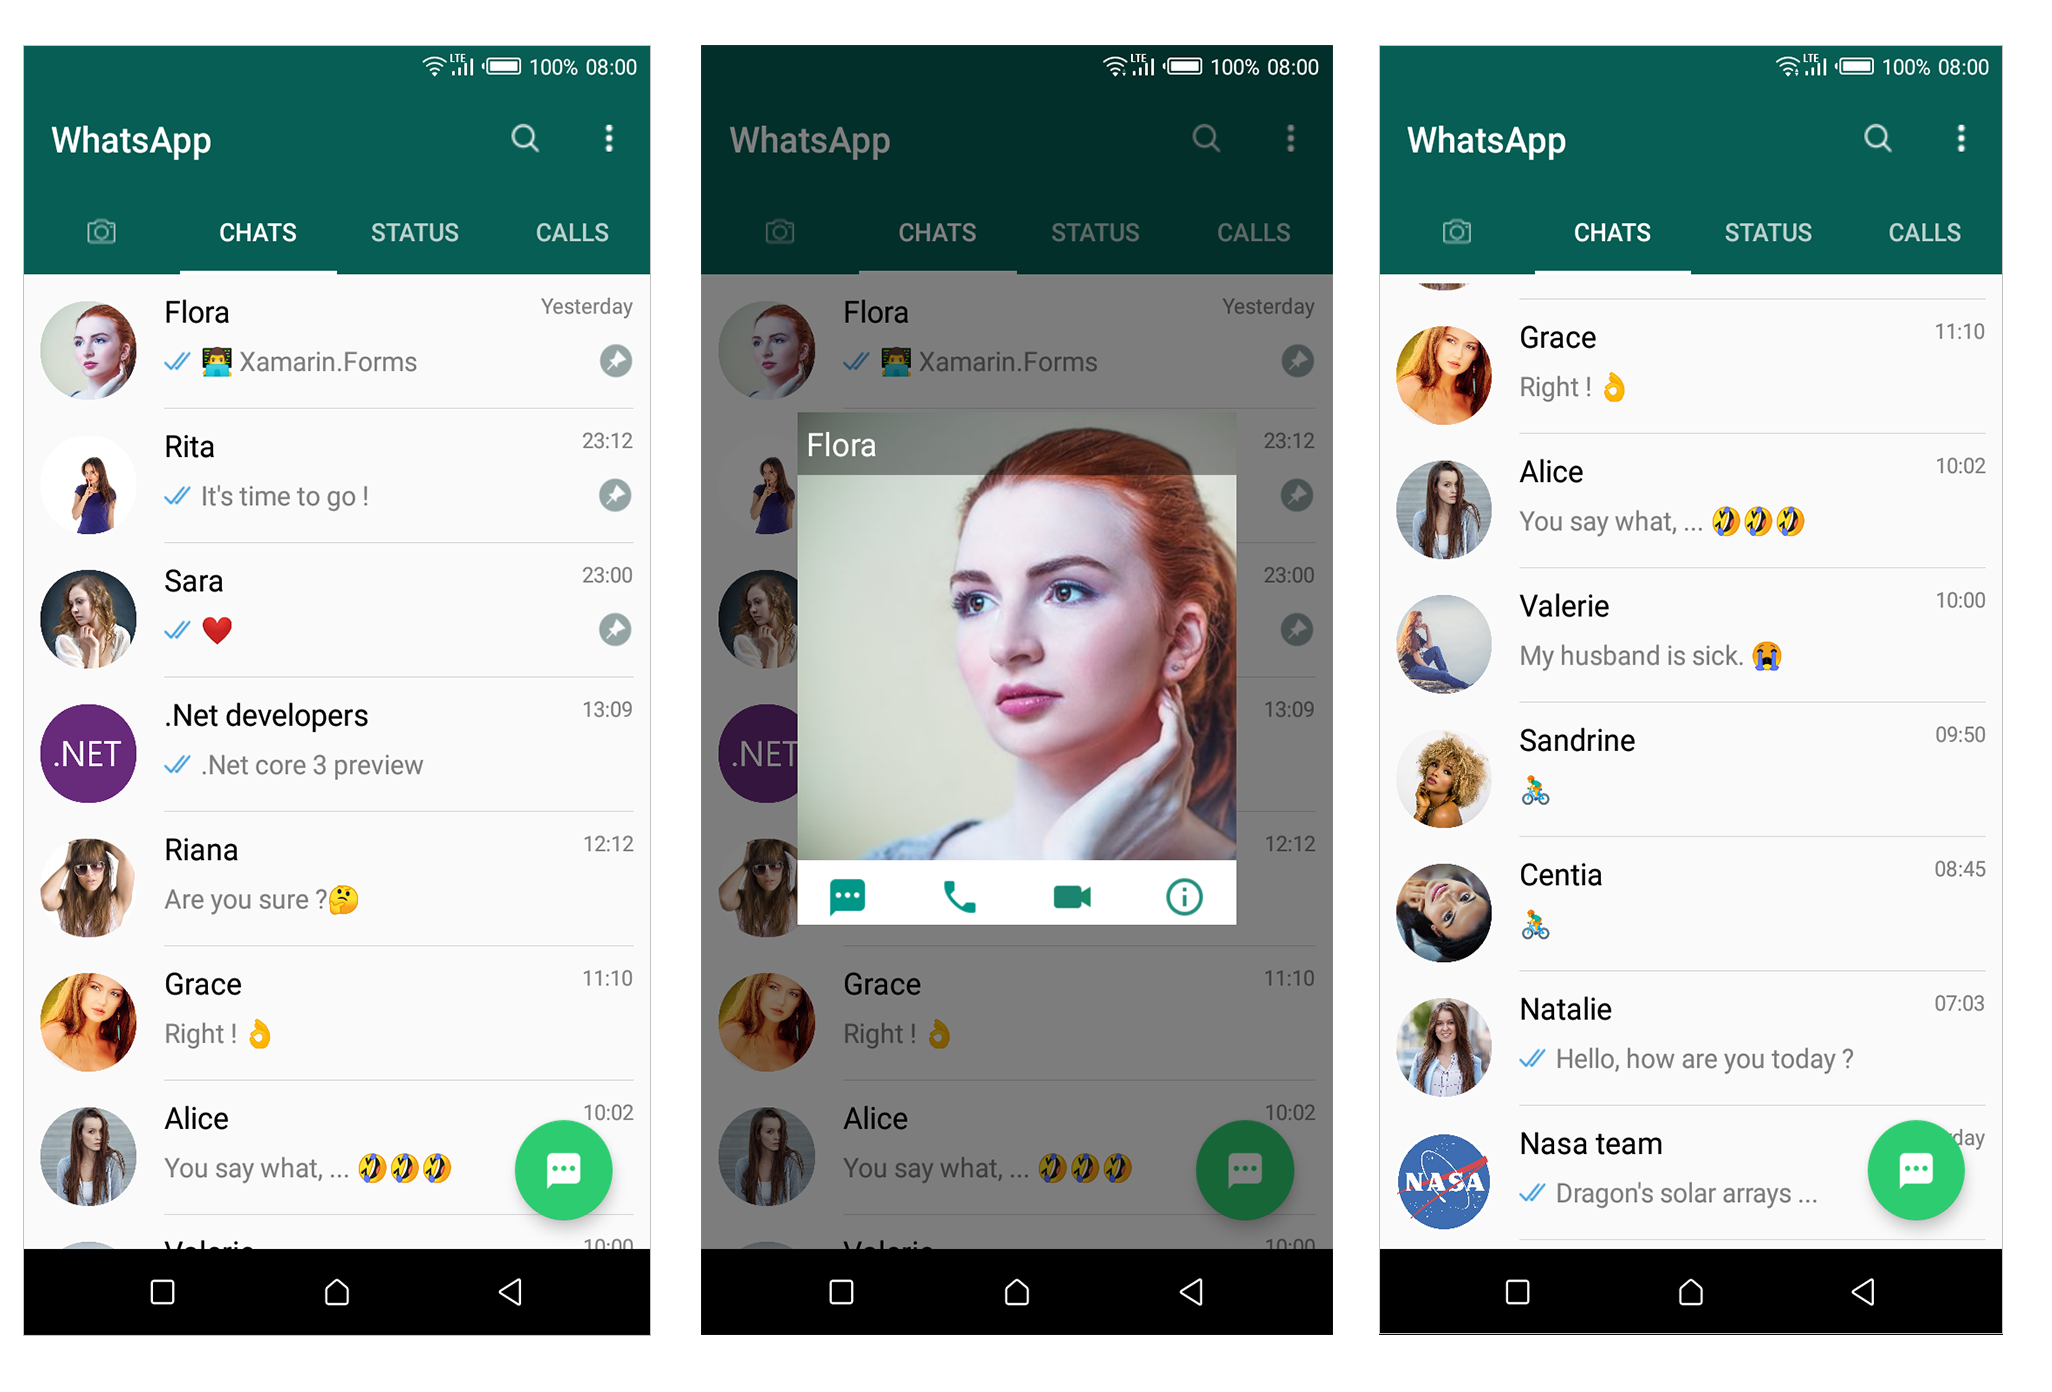 LTE 100% 08:00
WhatsApp
CHATS STATUS CALLS
Flora Yesterday
Xamarin.Forms
Rita 23:12
It's time to go !
Sara 23:00
.Net developers 13:09
.NET
.Net core 3 preview
Riana 12:12
Are you sure ?🤔
Grace 11:10
Right ! 👌
Alice 10:02
You say what, ... 🤣🤣🤣
Valerie 10:00
LTE 100% 08:00
WhatsApp
CHATS STATUS CALLS
Flora Yesterday
Xamarin.Forms
Flora
23:12
23:00
13:09
.NET
12:12
Grace 11:10
Right ! 👌
Alice 10:02
You say what, ... 🤣🤣🤣
Valerie 10:00
LTE 100% 08:00
WhatsApp
CHATS STATUS CALLS
Grace 11:10
Right ! 👌
Alice 10:02
You say what, ... 🤣🤣🤣
Valerie 10:00
My husband is sick. 😭
Sandrine 09:50
🚴
Centia 08:45
🚴
Natalie 07:03
Hello, how are you today ?
Nasa team
NASA
Dragon's solar arrays ...